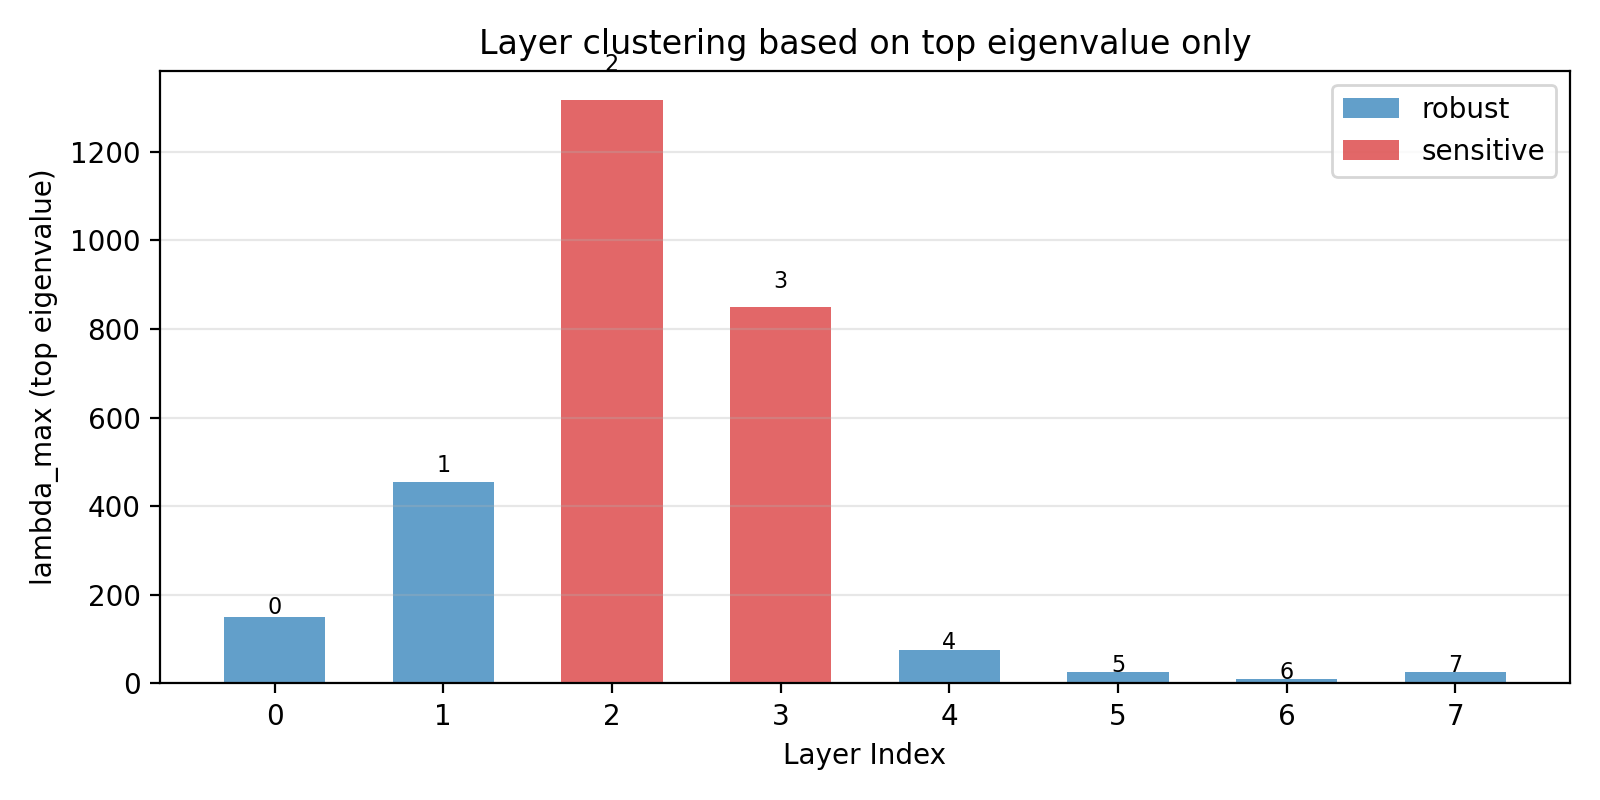 Layer clustering based on top eigenvalue only
2
robust
sensitive
1200
1000
800
600
400
200
0
lambda_max (top eigenvalue)
3
1
0
4
5
6
7
0 1 2 3 4 5 6 7
Layer Index